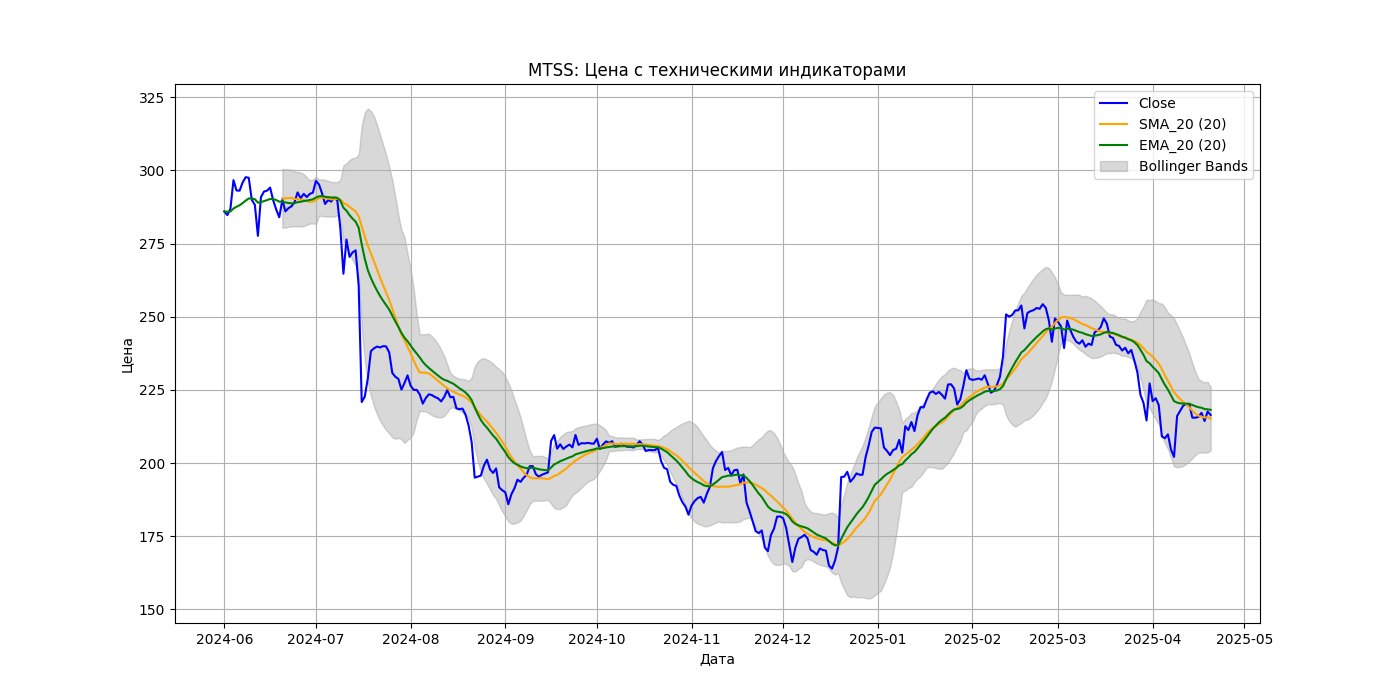 MTSS: Цена с техническими индикаторами
Close
SMA_20 (20)
EMA_20 (20)
Bollinger Bands
325
300
275
250
225
200
175
150
Цена
2024-06 2024-07 2024-08 2024-09 2024-10 2024-11 2024-12 2025-01 2025-02 2025-03 2025-04 2025-05
Дата